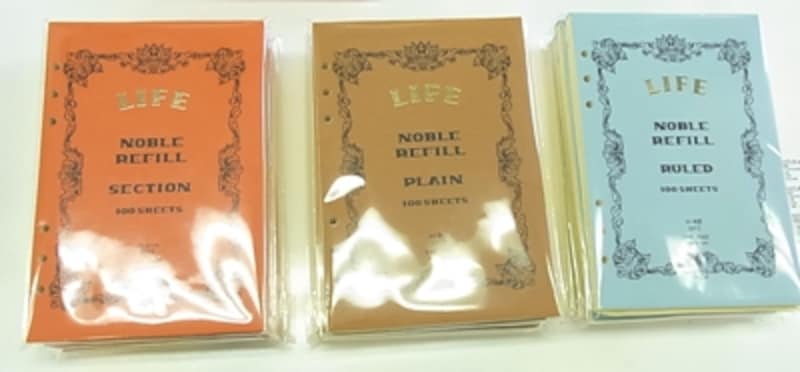 LIFE
NOBLE
REFILL
SECTION
100 SHEETS
LIFE
NOBLE
REFILL
PLAIN
100 SHEETS
LIFE
NOBLE
REFILL
RULED
100 SHEETS